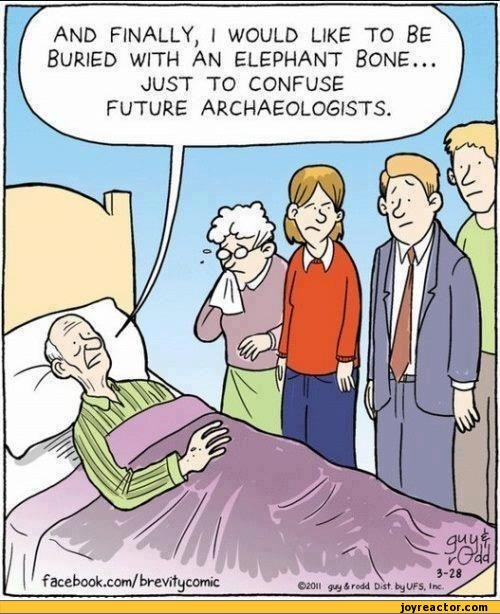 AND FINALLY, I WOULD LIKE TO BE
BURIED WITH AN ELEPHANT BONE...
JUST TO CONFUSE
FUTURE ARCHAEOLOGISTS.
guy &
rodd
3-28
facebook.com/brevitycomic
©2011 guy & rodd Dist. by UFS, Inc.
joyreactor.com